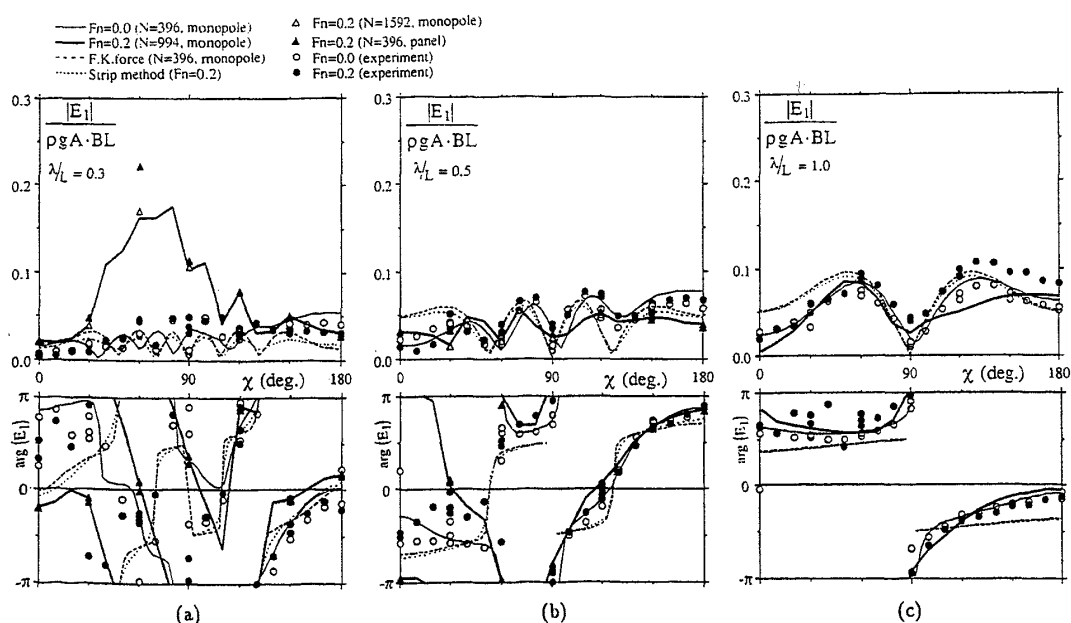 Fn=0.0 (N=396, monopole)
Fn=0.2 (N=994, monopole)
F.K.force (N=396, monopole)
Strip method (Fn=0.2)
△ Fn=0.2 (N=1592, monopole)
▲ Fn=0.2 (N=396, panel)
○ Fn=0.0 (experiment)
● Fn=0.2 (experiment)
0.3
|E₁|
ρgA·BL
λ/L = 0.3
0.2
0.1
0.0
0 90 χ (deg.) 180
π
arg {E₁}
0
-π
(a)
0.3
|E₁|
ρgA·BL
λ/L = 0.5
0.2
0.1
0.0
0 90 χ (deg.) 180
π
arg {E₁}
0
-π
(b)
0.3
|E₁|
ρgA·BL
λ/L = 1.0
0.2
0.1
0.0
0 90 χ (deg.) 180
π
arg {E₁}
0
-π
(c)